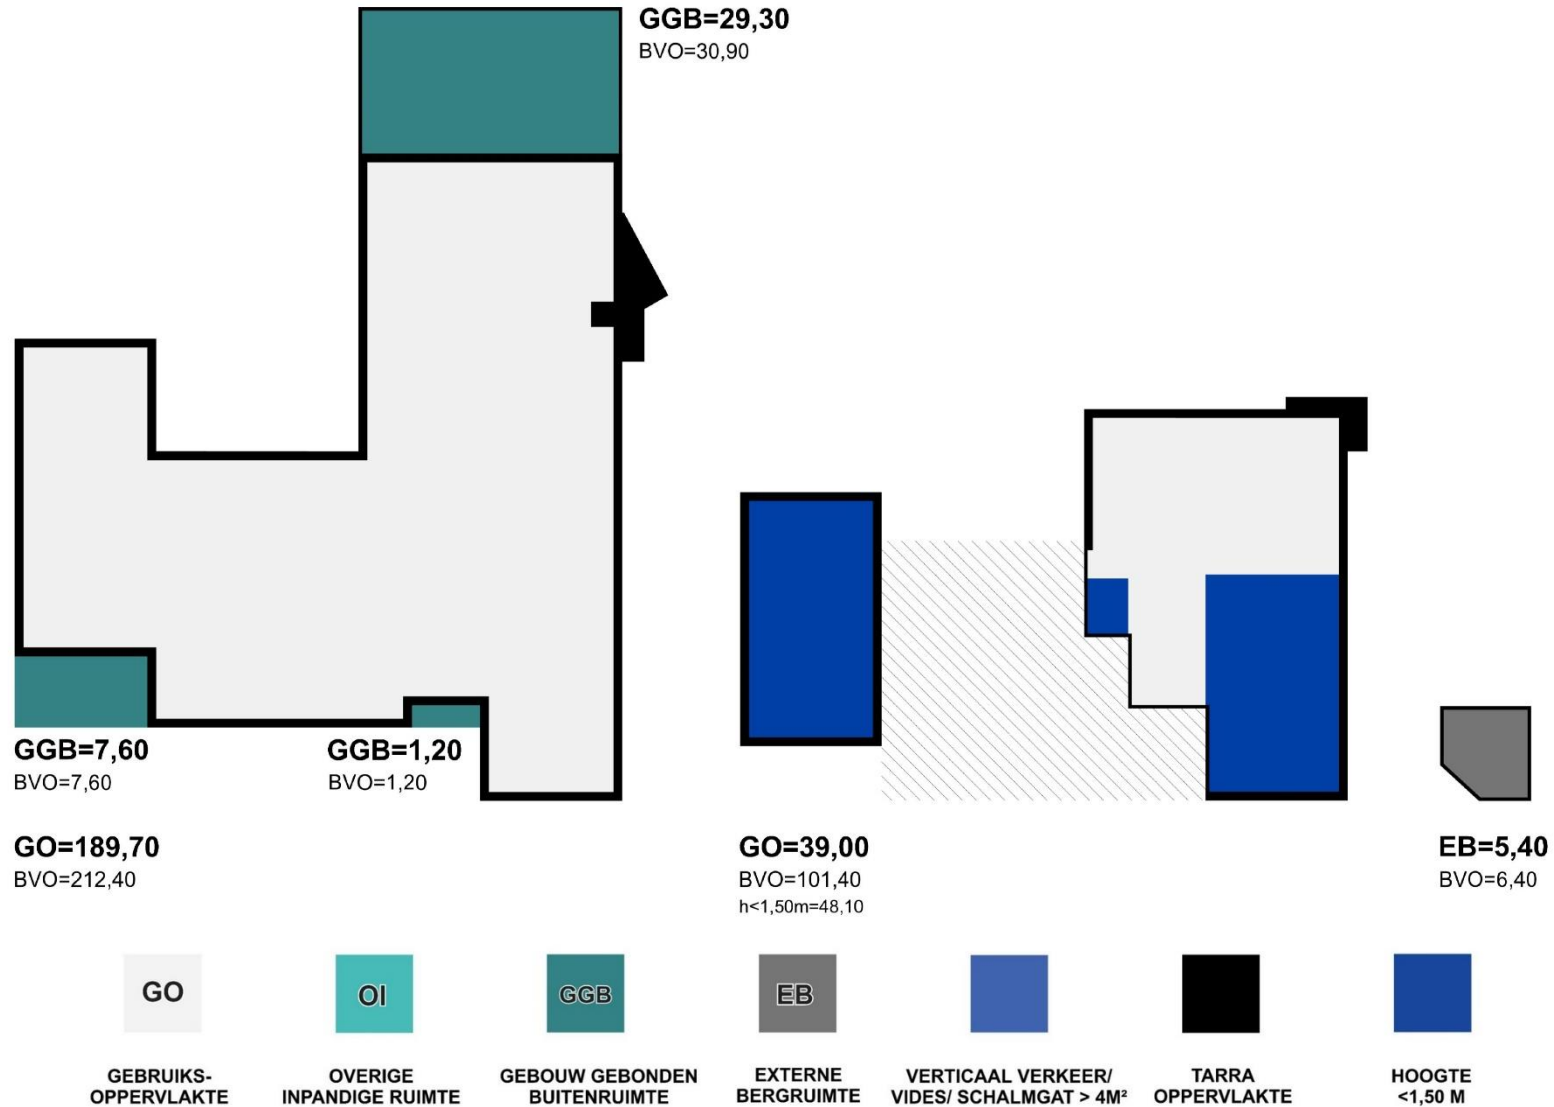 GGB=29,30
BVO=30,90
GGB=7,60
BVO=7,60
GGB=1,20
BVO=1,20
GO=189,70
BVO=212,40
GO=39,00
BVO=101,40
h<1,50m=48,10
EB=5,40
BVO=6,40
GO
OI
GGB
EB
GEBRUIKS-
OPPERVLAKTE
OVERIGE
INPANDIGE RUIMTE
GEBOUW GEBONDEN
BUITENRUIMTE
EXTERNE
BERGRUIMTE
VERTICAAL VERKEER/
VIDES/ SCHALMGAT > 4M²
TARRA
OPPERVLAKTE
HOOGTE
<1,50 M